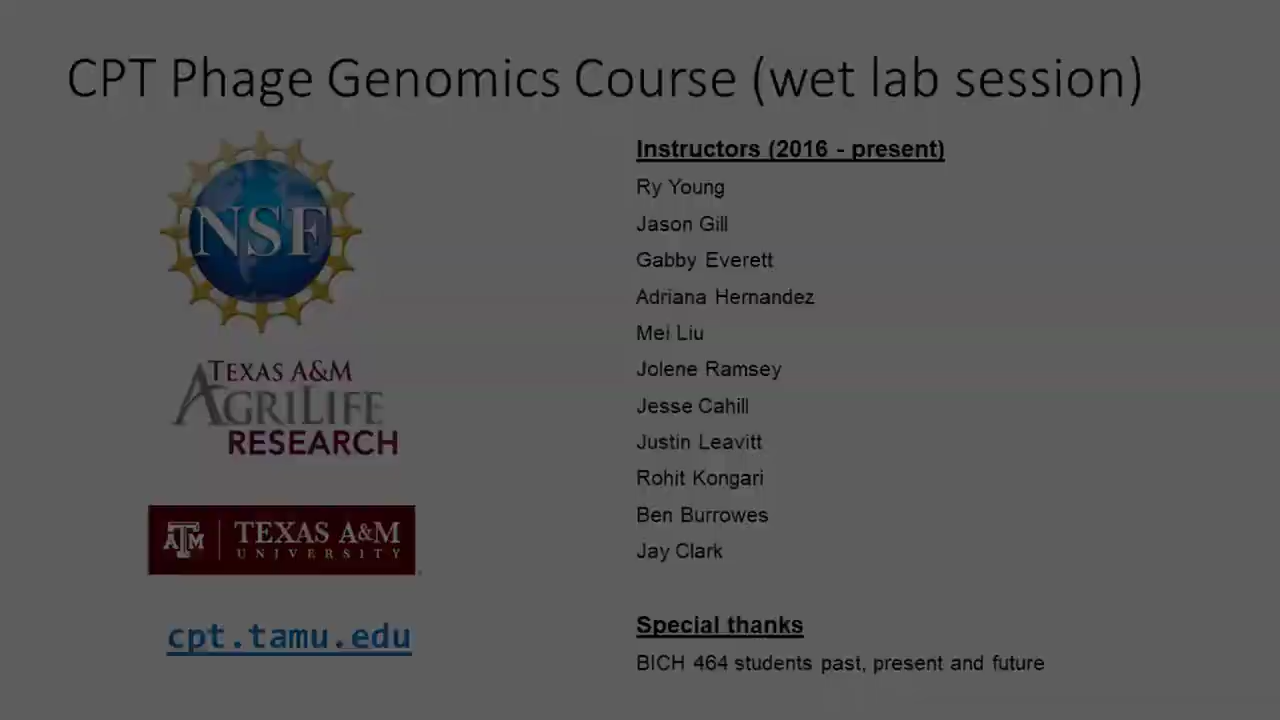 CPT Phage Genomics Course (wet lab session)
NSF
TEXAS A&M
AGRILIFE
RESEARCH
ATM
TEXAS A&M
UNIVERSITY
cpt.tamu.edu
Instructors (2016 - present)
Ry Young
Jason Gill
Gabby Everett
Adriana Hernandez
Mei Liu
Jolene Ramsey
Jesse Cahill
Justin Leavitt
Rohit Kongari
Ben Burrowes
Jay Clark
Special thanks
BICH 464 students past, present and future